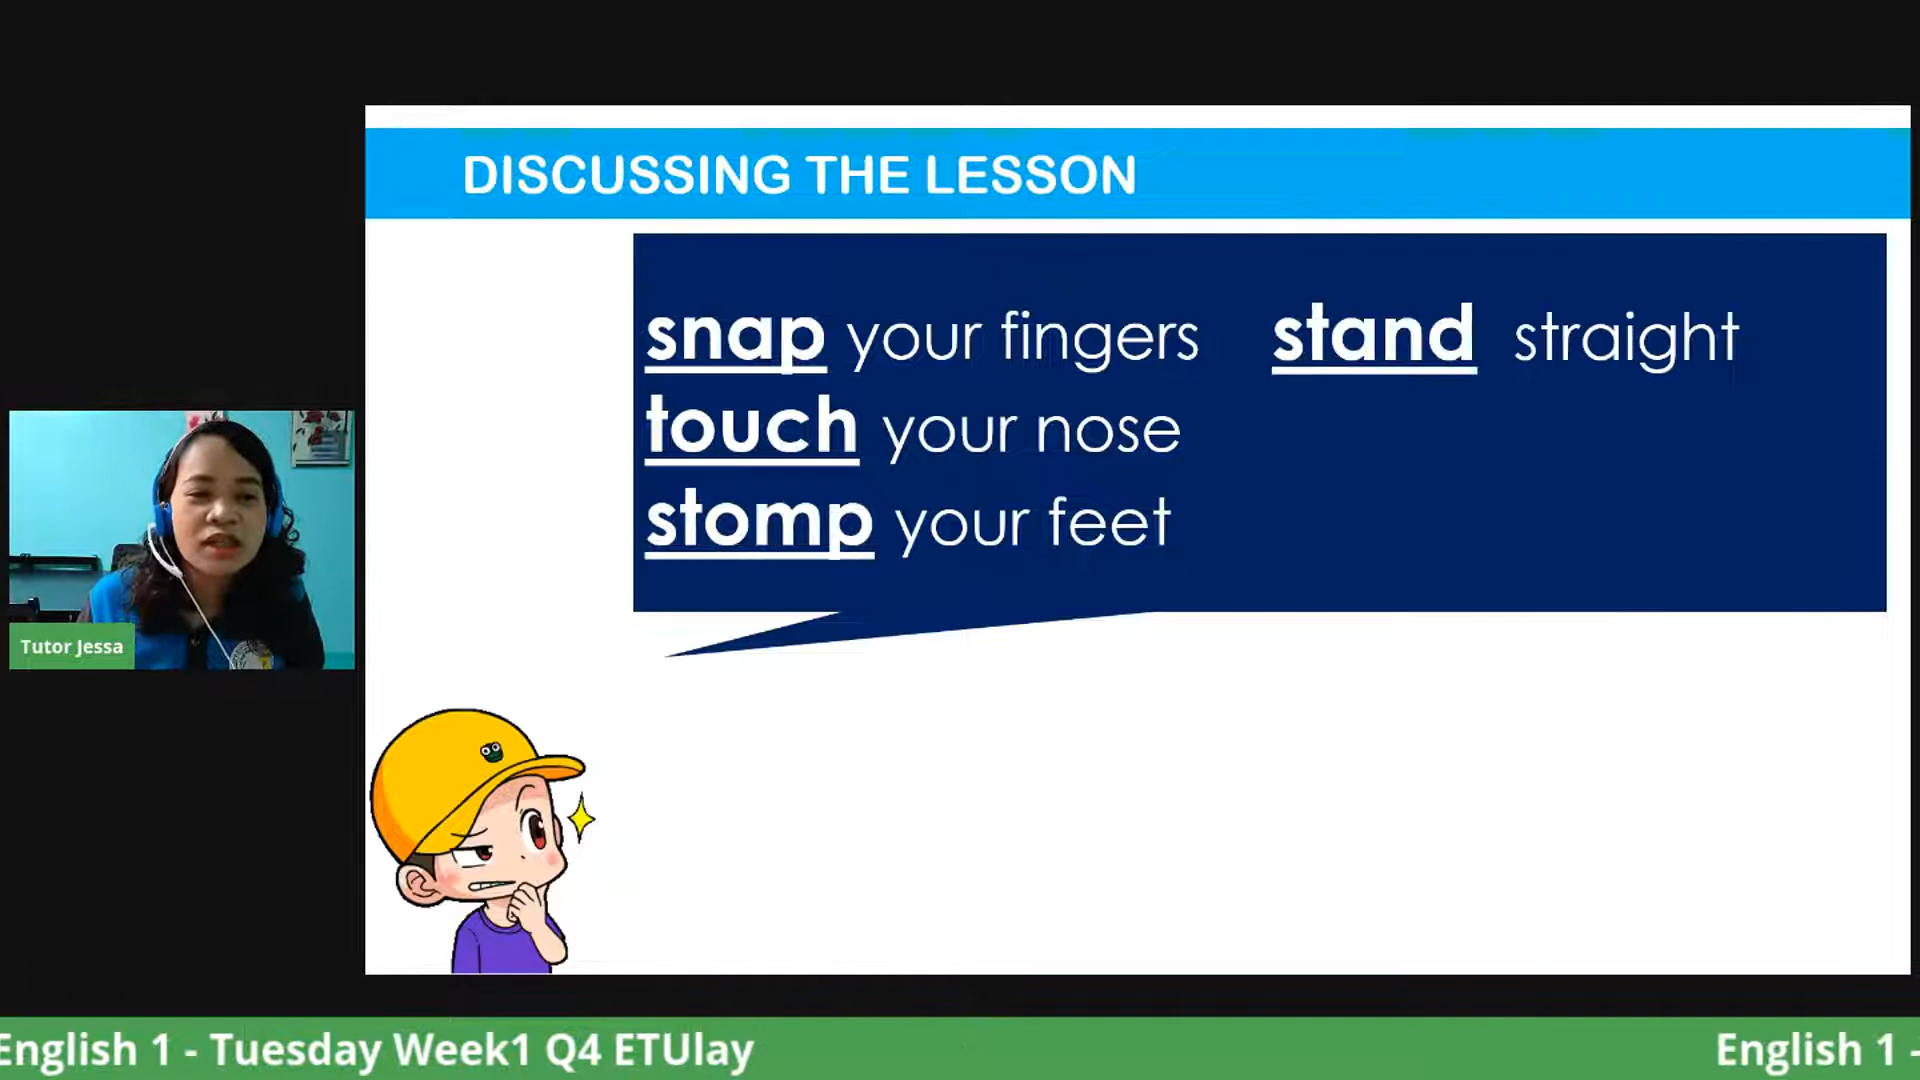 DISCUSSING THE LESSON
snap your fingers stand straight
touch your nose
stomp your feet
Tutor Jessa
English 1 - Tuesday Week1 Q4 ETUlay English 1 -